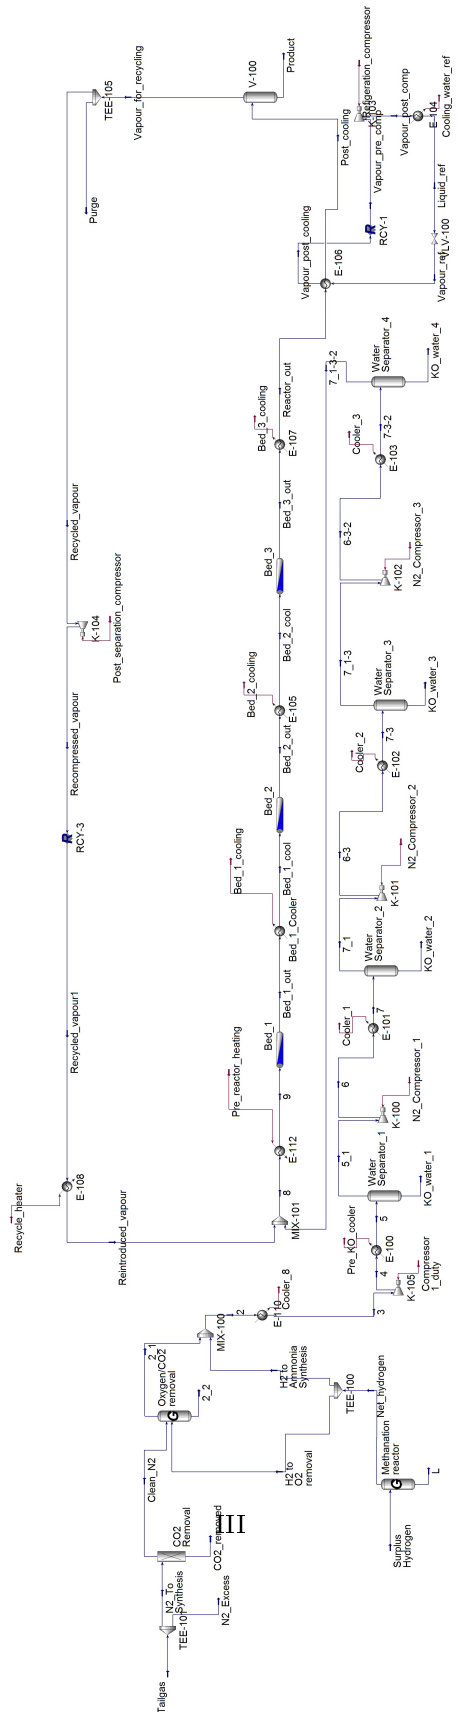 Tailgas
TEE-101
N2_To
Synthesis
N2_Excess
CO2
Removal
CO2_removed
Clean_N2
Oxygen/CO2
removal
2_1
2_2
H2 to
O2
removal
H2 to
Ammonia
Synthesis
TEE-100
Net_hydrogen
Methanation
reactor
Surplus
Hydrogen
L
MIX-100
2
E-110
Cooler_8
3
K-105
Compressor
1_duty
4
Pre_KO_cooler
E-100
5
Water
Separator_1
KO_water_1
5_1
K-100
N2_Compressor_1
6
Cooler_1
E-101
7
Water
Separator_2
KO_water_2
7_1
K-101
N2_Compressor_2
6-3
Cooler_2
E-102
7-3
Water
Separator_3
KO_water_3
7_1-3
K-102
N2_Compressor_3
6-3-2
Cooler_3
E-103
7-3-2
Water
Separator_4
KO_water_4
7_1-3-2
MIX-101
8
Pre_reactor_heating
E-112
9
Bed_1
Bed_1_out
Bed_1_cooling
Bed_1_Cooler
Bed_1_cool
Bed_2
Bed_2_out
Bed_2_cooling
E-105
Bed_2_cool
Bed_3
Bed_3_out
Bed_3_cooling
E-107
Reactor_out
E-106
Post_cooling
Vapour_post_cooling
RCY-1
Vapour_pre_comp
K-103
Refrigeration_compressor
Vapour_post_comp
E-104
Cooling_water_ref
Liquid_ref
VLV-100
Vapour_ref
V-100
Product
Vapour_for_recycling
TEE-105
Purge
Recycled_vapour
K-104
Post_separation_compressor
Recompressed_vapour
R
RCY-3
Recycled_vapour1
E-108
Recycle_heater
Reintroduced_vapour
G
G
R
III